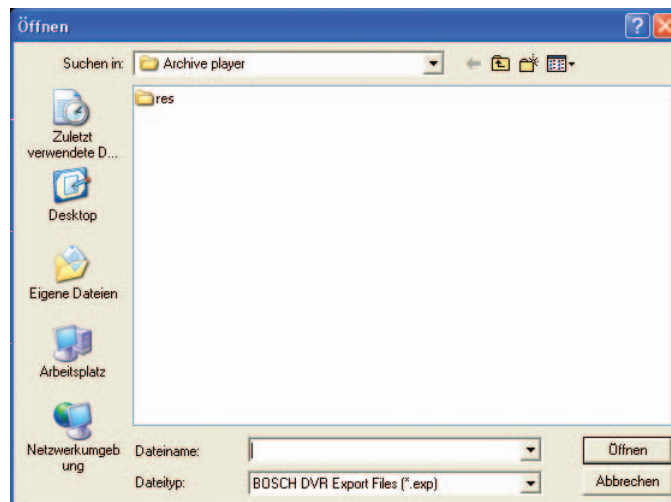 Öffnen
Suchen in:
Archive player
res
Zuletzt
verwendete D...
Desktop
Eigene Dateien
Arbeitsplatz
Netzwerkumgeb
ung
Dateiname:
Öffnen
Dateityp:
BOSCH DVR Export Files (*.exp)
Abbrechen